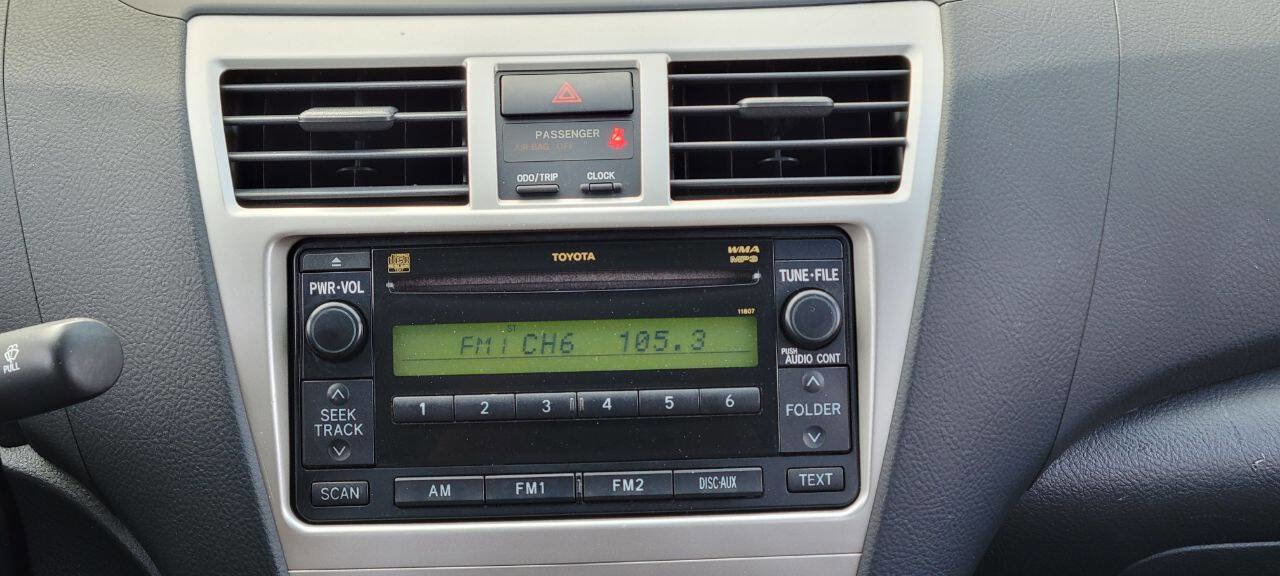 PASSENGER
AIR BAG OFF
ODO/TRIP CLOCK
TOYOTA
WMA
MP3
PWR·VOL
TUNE·FILE
11807
ST
FM1 CH6 105.3
PUSH
AUDIO CONT
1 2 3 4 5 6
SEEK
TRACK
FOLDER
SCAN
AM FM1 FM2 DISC·AUX
TEXT
PULL